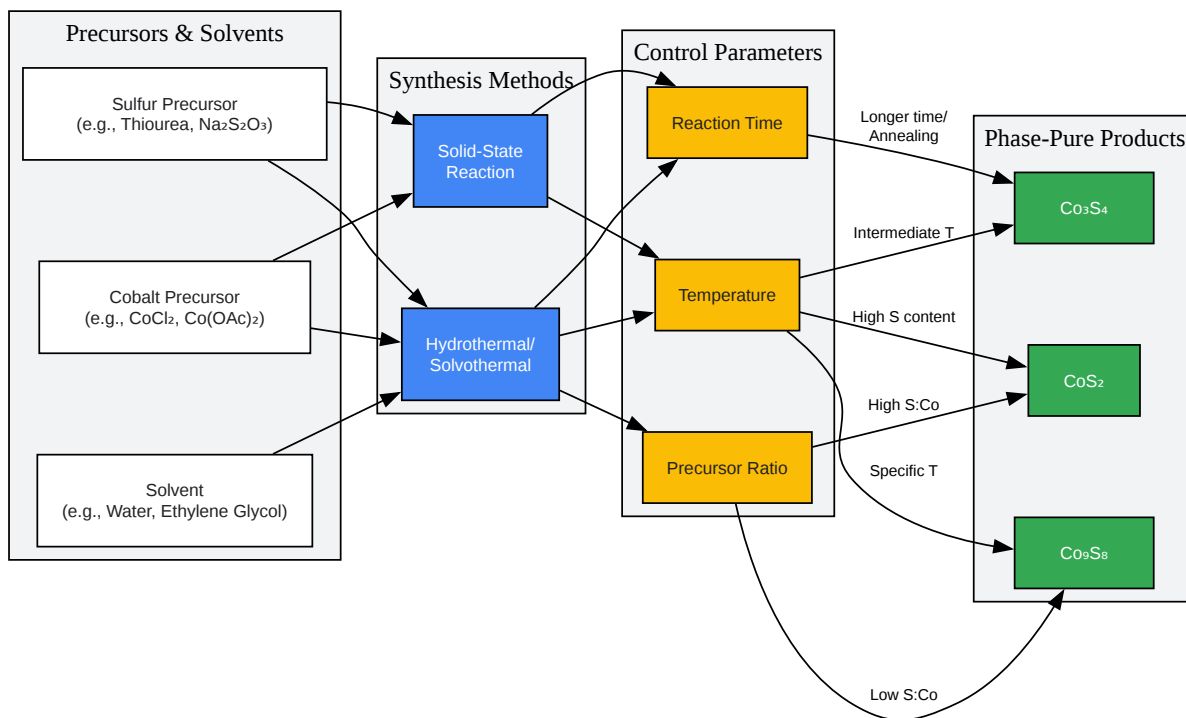 Precursors & Solvents
Sulfur Precursor
(e.g., Thiourea, Na₂S₂O₃)
Cobalt Precursor
(e.g., CoCl₂, Co(OAc)₂)
Solvent
(e.g., Water, Ethylene Glycol)
Synthesis Methods
Solid-State
Reaction
Hydrothermal/
Solvothermal
Control Parameters
Reaction Time
Temperature
Precursor Ratio
Longer time/
Annealing
Intermediate T
High S content
High S:Co
Specific T
Low S:Co
Phase-Pure Products
Co₃S₄
CoS₂
Co₉S₈